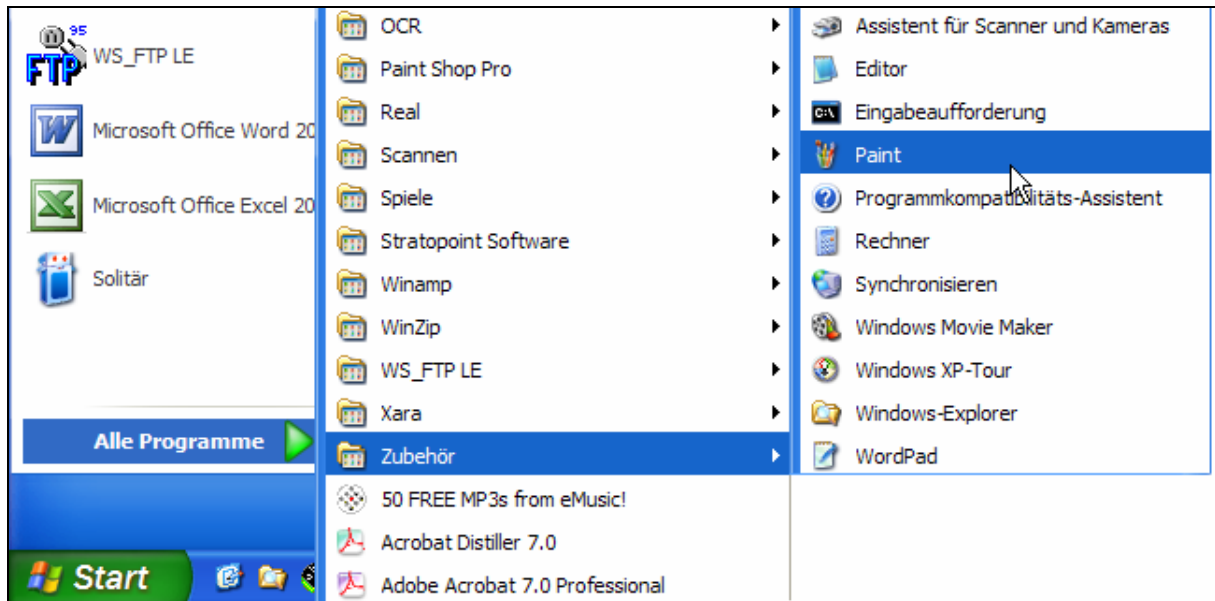 95
FTP
WS_FTP LE
Microsoft Office Word 20
Microsoft Office Excel 20
Solitär
Alle Programme
Start
OCR
Paint Shop Pro
Real
Scannen
Spiele
Stratopoint Software
Winamp
WinZip
WS_FTP LE
Xara
Zubehör
50 FREE MP3s from eMusic!
Acrobat Distiller 7.0
Adobe Acrobat 7.0 Professional
Assistent für Scanner und Kameras
Editor
C:\
Eingabeaufforderung
Paint
Programmkompatibilitäts-Assistent
Rechner
Synchronisieren
Windows Movie Maker
Windows XP-Tour
Windows-Explorer
WordPad